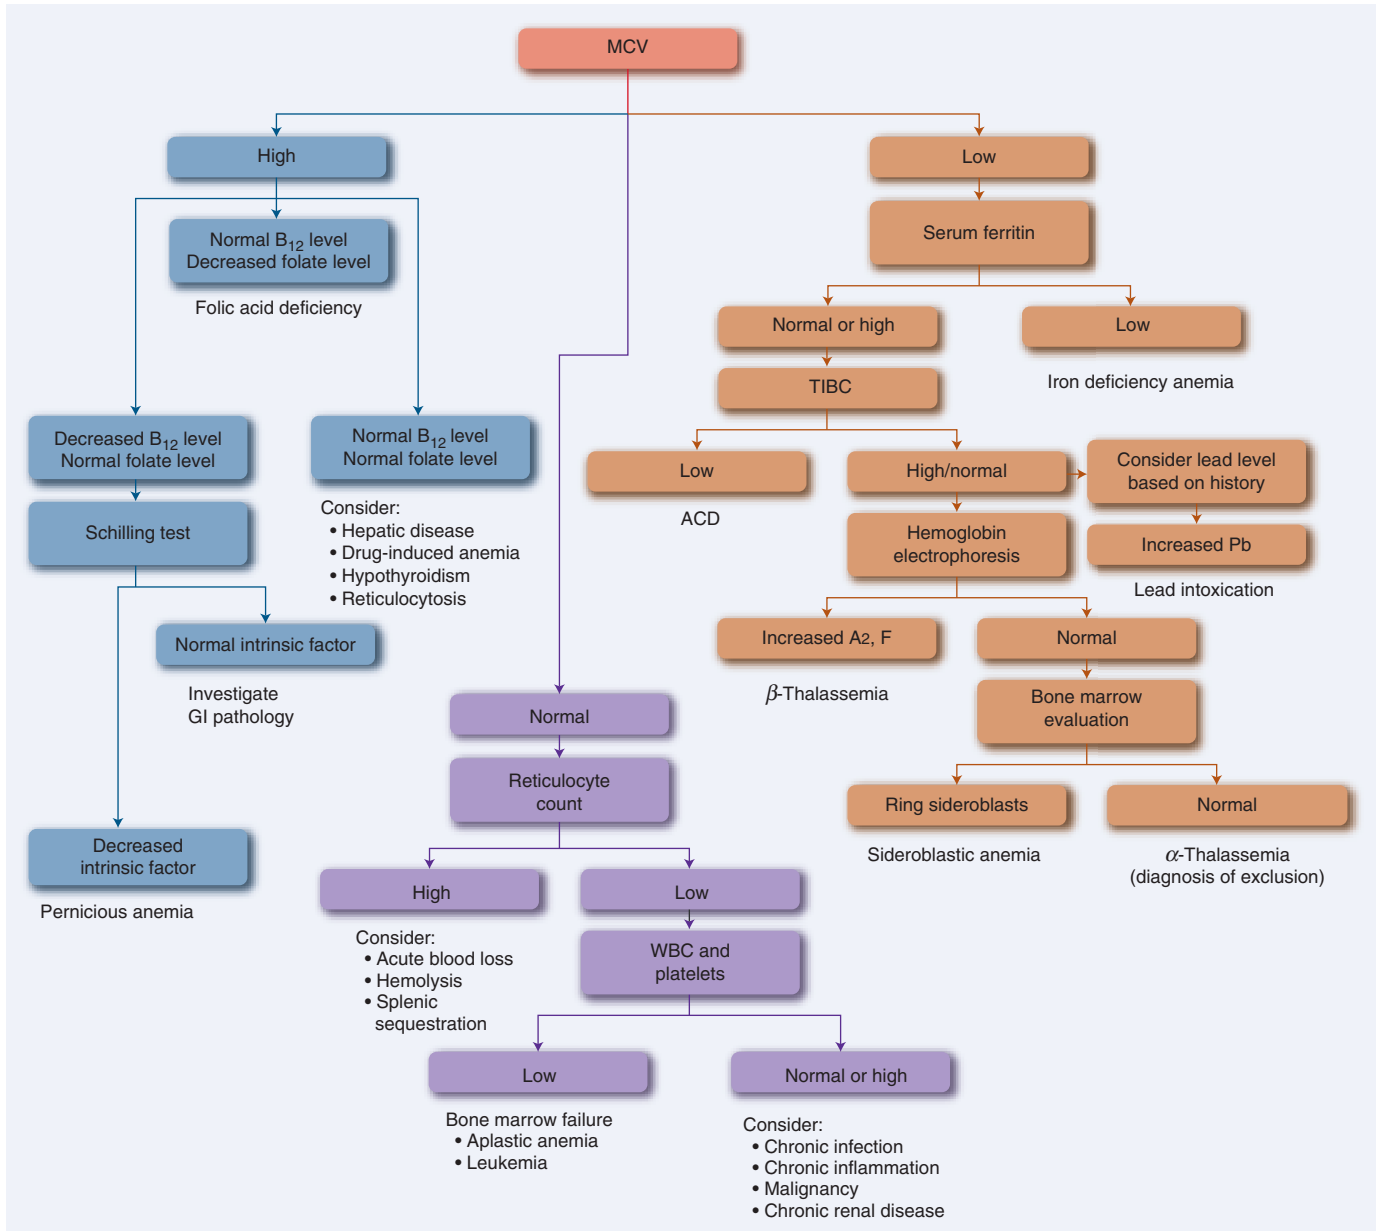 MCV
High
Normal B12 level
Decreased folate level
Folic acid deficiency
Decreased B12 level
Normal folate level
Normal B12 level
Normal folate level
Schilling test
Consider:
• Hepatic disease
• Drug-induced anemia
• Hypothyroidism
• Reticulocytosis
Normal intrinsic factor
Investigate
GI pathology
Decreased
intrinsic factor
Pernicious anemia
Normal
Reticulocyte
count
High
Consider:
• Acute blood loss
• Hemolysis
• Splenic
sequestration
Low
WBC and
platelets
Low
Bone marrow failure
• Aplastic anemia
• Leukemia
Normal or high
Consider:
• Chronic infection
• Chronic inflammation
• Malignancy
• Chronic renal disease
Low
Serum ferritin
Normal or high
Low
Iron deficiency anemia
TIBC
Low
ACD
High/normal
Consider lead level
based on history
Increased Pb
Lead intoxication
Hemoglobin
electrophoresis
Increased A2, F
β-Thalassemia
Normal
Bone marrow
evaluation
Ring sideroblasts
Sideroblastic anemia
Normal
α-Thalassemia
(diagnosis of exclusion)